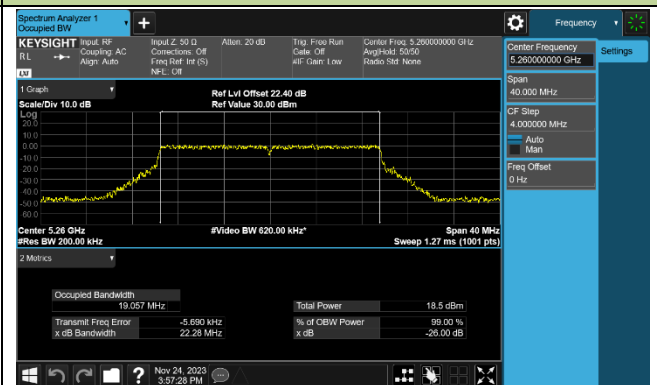 Spectrum Analyzer 1
Occupied BW
+
Frequency
KEYSIGHT
RL
LXI
Input: RF
Coupling: AC
Align: Auto
Input Z: 50 Ω
Corrections: Off
Freq Ref: Int (S)
NFE: Off
Atten: 20 dB
Trig: Free Run
Gate: Off
#IF Gain: Low
Center Freq: 5.260000000 GHz
Avg|Hold: 50/50
Radio Std: None
Center Frequency
5.260000000 GHz
Settings
Span
40.000 MHz
CF Step
4.000000 MHz
Auto
Man
Freq Offset
0 Hz
1 Graph
Scale/Div 10.0 dB
Ref Lvl Offset 22.40 dB
Ref Value 30.00 dBm
Log
20.0
10.0
0.00
-10.0
-20.0
-30.0
-40.0
-50.0
-60.0
Center 5.26 GHz
#Video BW 620.00 kHz*
Span 40 MHz
#Res BW 200.00 kHz
Sweep 1.27 ms (1001 pts)
2 Metrics
Occupied Bandwidth
19.057 MHz
Total Power 18.5 dBm
Transmit Freq Error -5.690 kHz
% of OBW Power 99.00 %
x dB Bandwidth 22.28 MHz
x dB -26.00 dB
?
Nov 24, 2023
3:57:28 PM